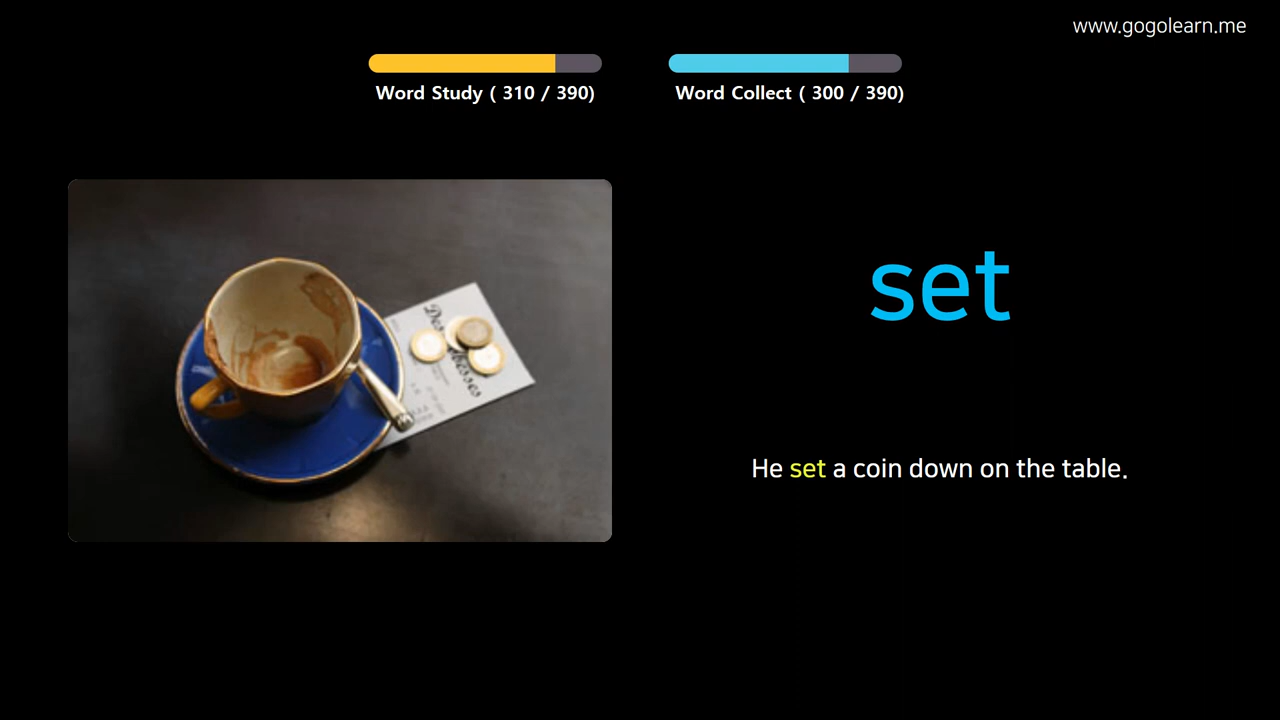 www.gogolearn.me
Word Study ( 310 / 390)
Word Collect ( 300 / 390)
set
He set a coin down on the table.